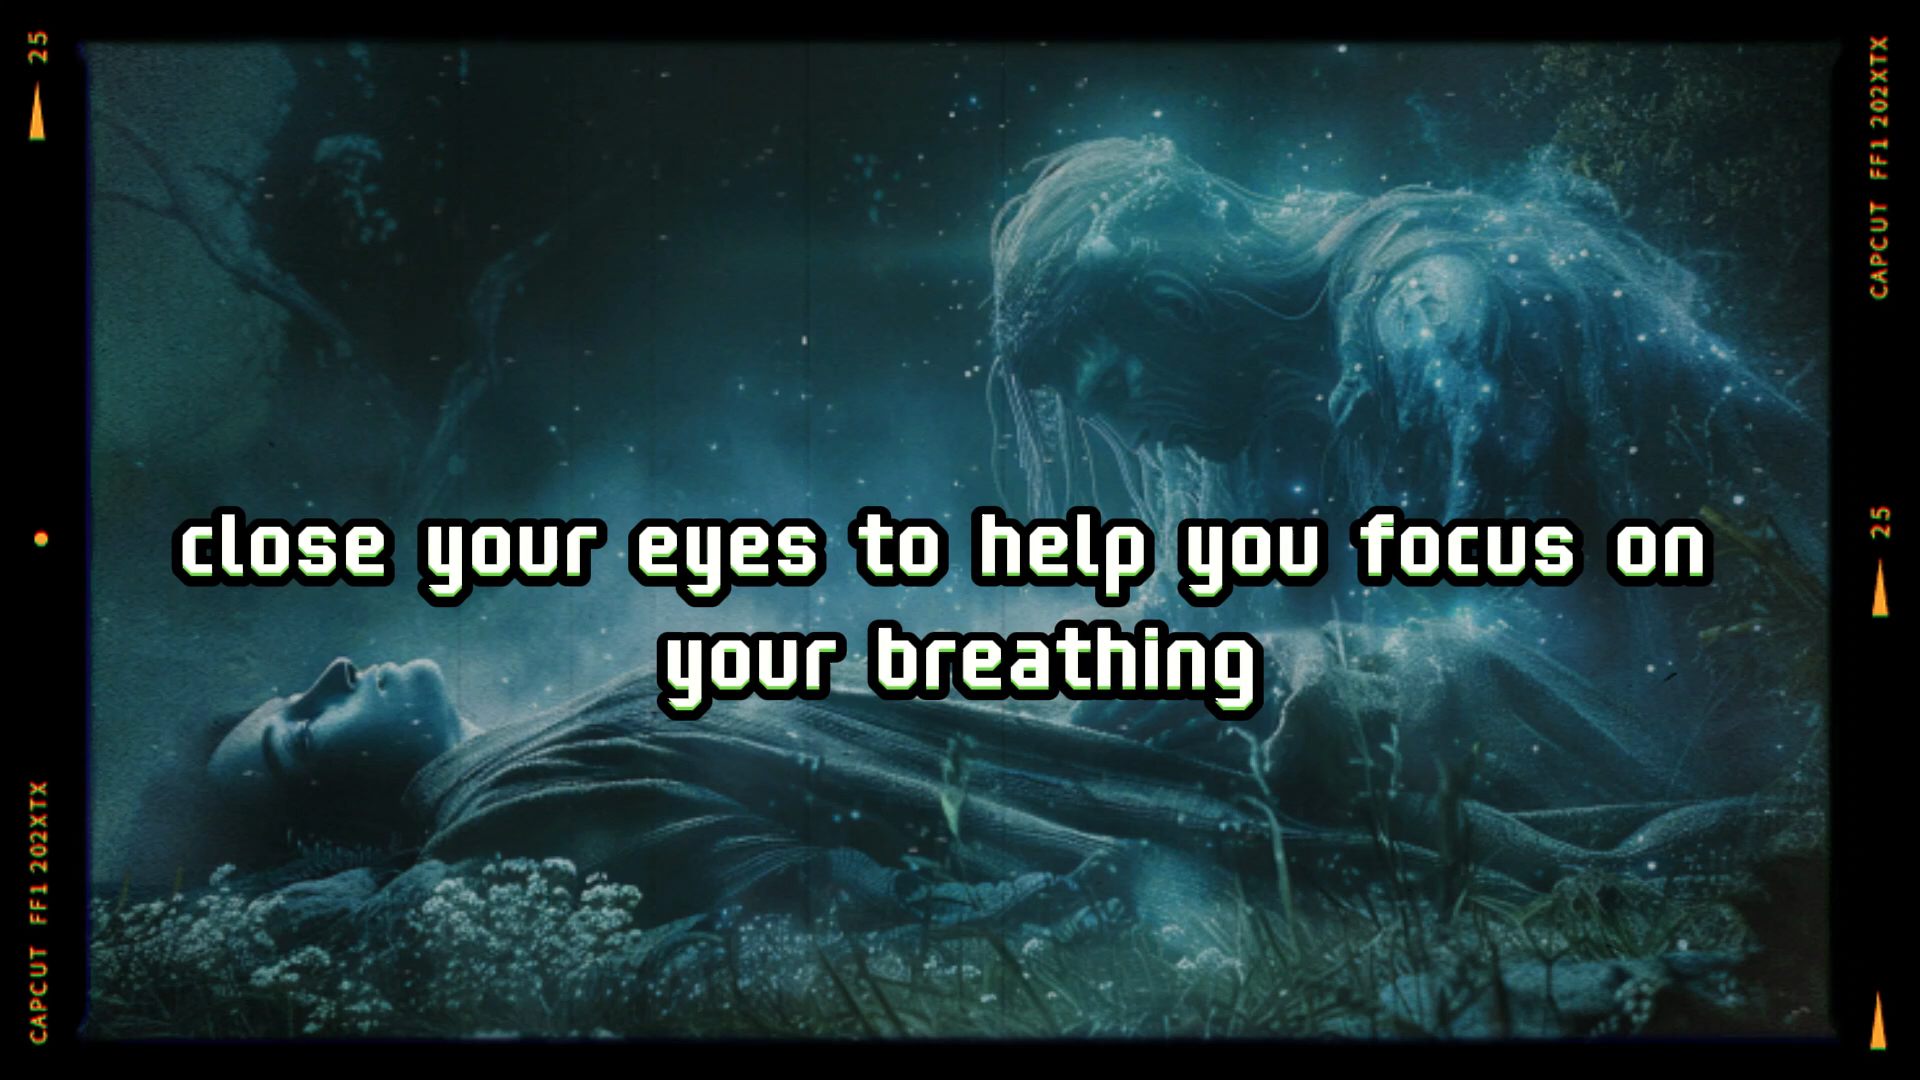 25
CAPCUT FF1 202XTX
close your eyes to help you focus on
your breathing
CAPCUT FF1 202XTX
25